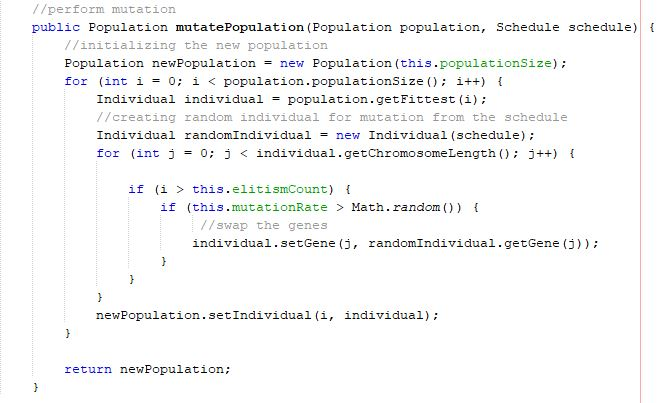 //perform mutation
public Population mutatePopulation(Population population, Schedule schedule) {
//initializing the new population
Population newPopulation = new Population(this.populationSize);
for (int i = 0; i < population.populationSize(); i++) {
Individual individual = population.getFittest(i);
//creating random individual for mutation from the schedule
Individual randomIndividual = new Individual(schedule);
for (int j = 0; j < individual.getChromosomeLength(); j++) {
if (i > this.elitismCount) {
if (this.mutationRate > Math.random()) {
//swap the genes
individual.setGene(j, randomIndividual.getGene(j));
}
}
}
newPopulation.setIndividual(i, individual);
}
return newPopulation;
}